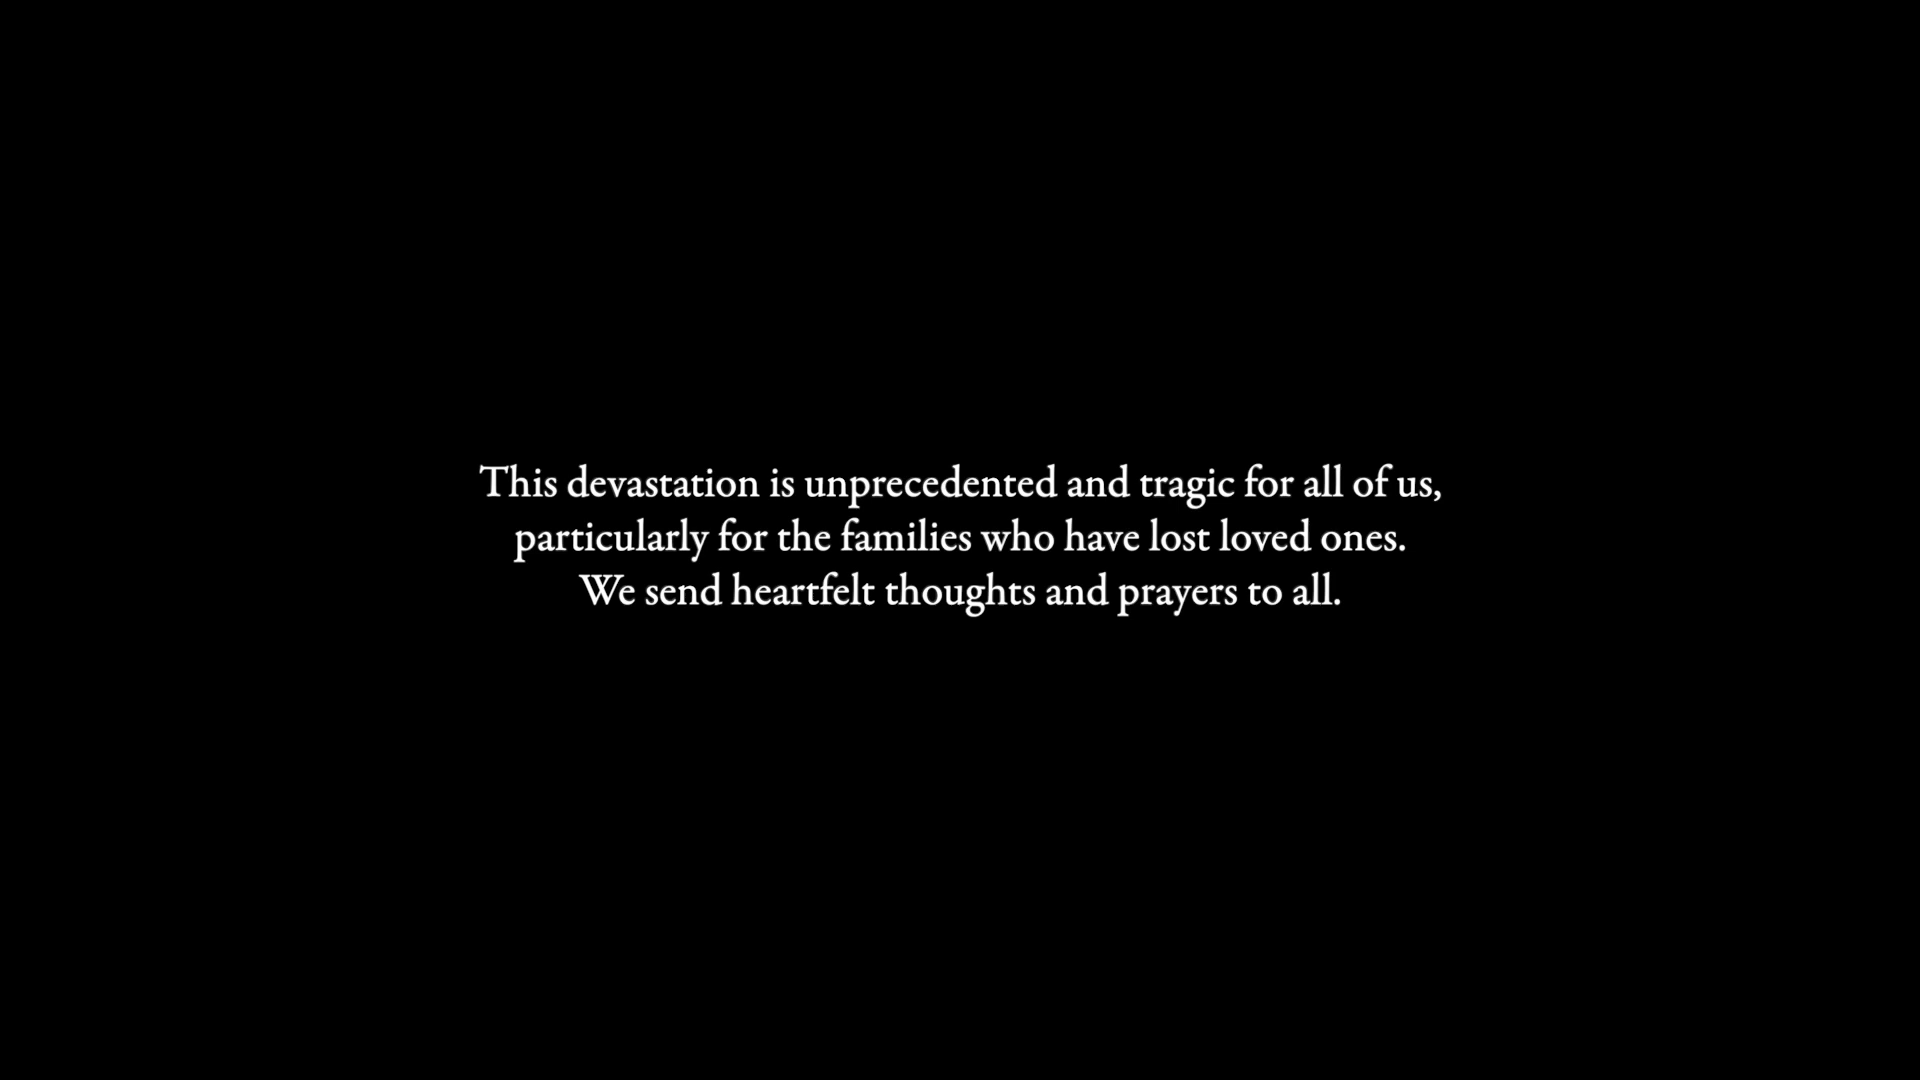 This devastation is unprecedented and tragic for all of us,
particularly for the families who have lost loved ones.
We send heartfelt thoughts and prayers to all.